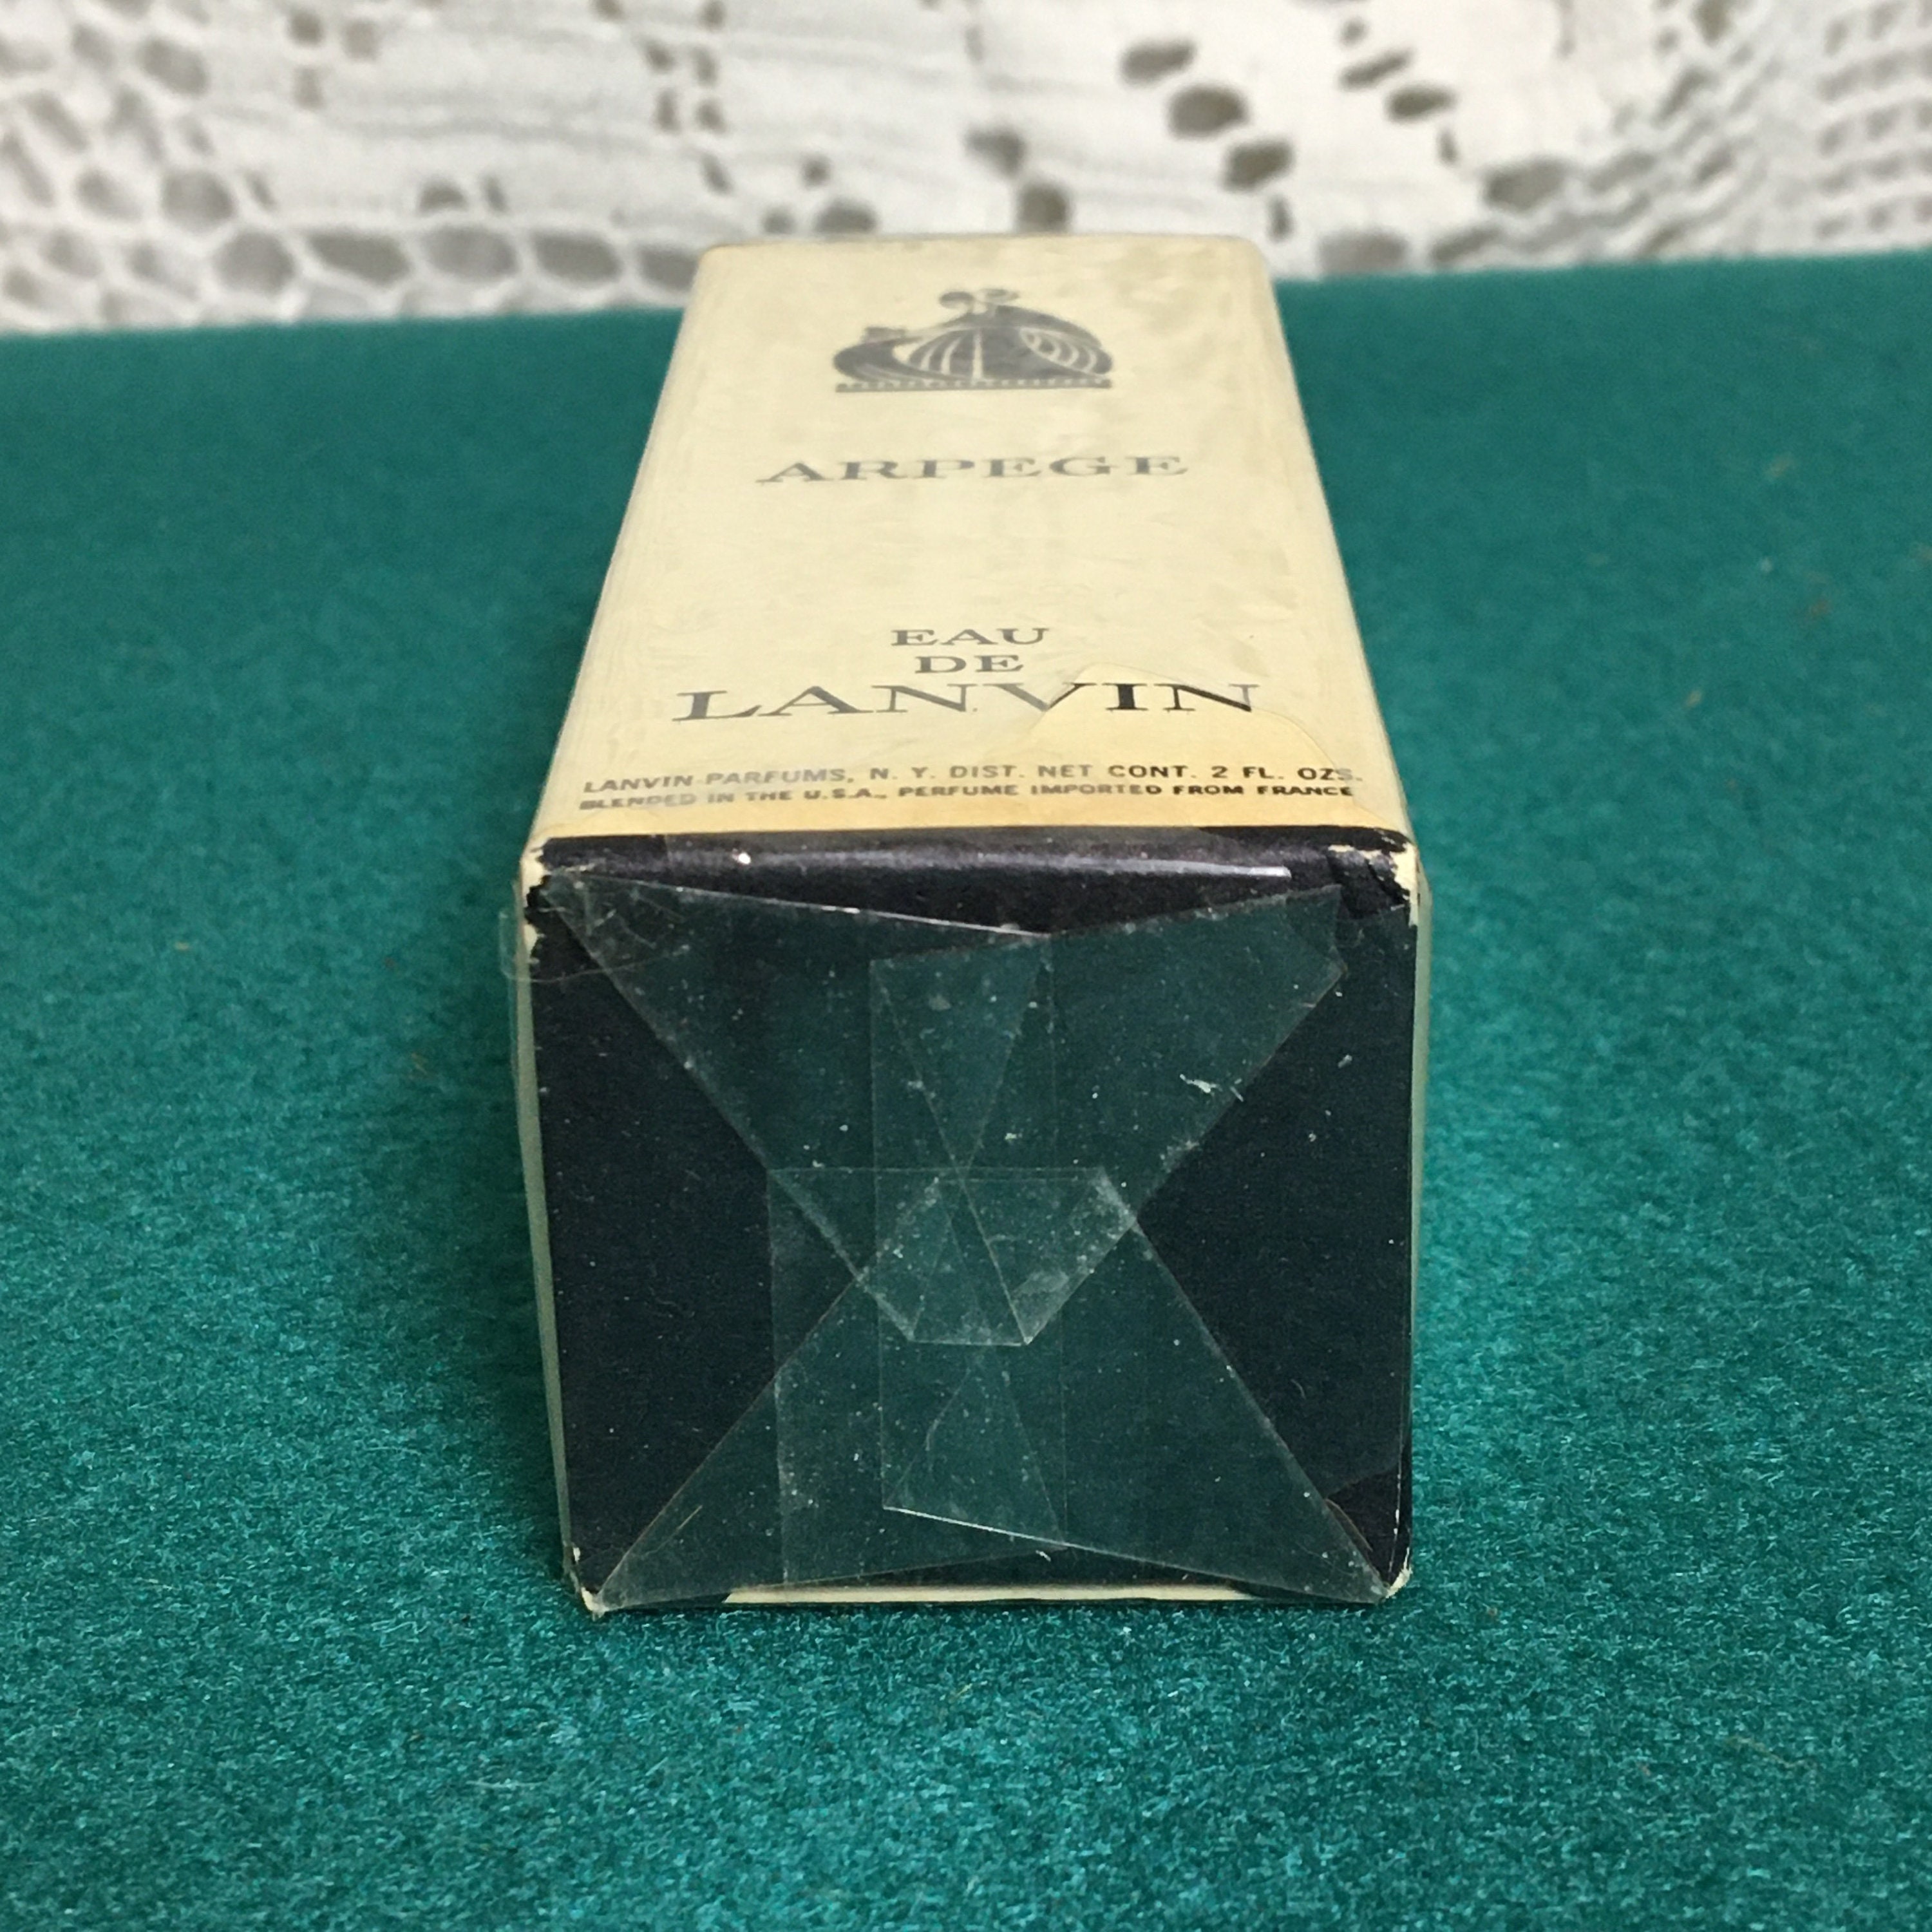 ARPEGE
EAU
DE
LANVIN
LANVIN PARFUMS, N. Y. DIST. NET CONT. 2 FL. OZS.
BLENDED IN THE U.S.A., PERFUME IMPORTED FROM FRANCE